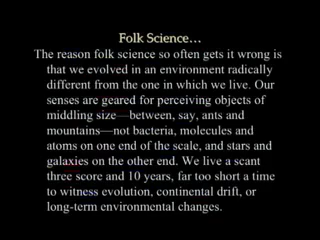 Folk Science…
The reason folk science so often gets it wrong is
that we evolved in an environment radically
different from the one in which we live. Our
senses are geared for perceiving objects of
middling size—between, say, ants and
mountains—not bacteria, molecules and
atoms on one end of the scale, and stars and
galaxies on the other end. We live a scant
three score and 10 years, far too short a time
to witness evolution, continental drift, or
long-term environmental changes.